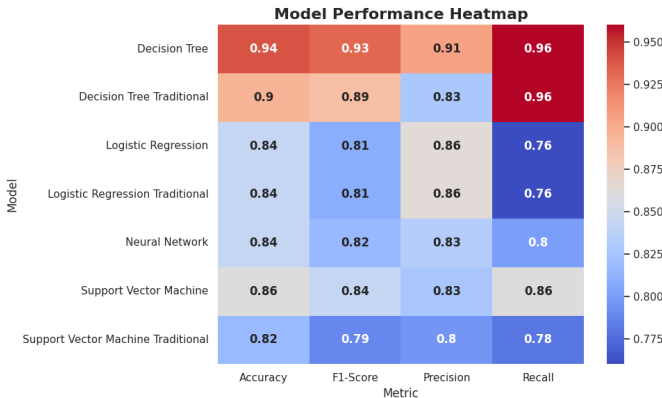 Model Performance Heatmap
Decision Tree 0.94 0.93 0.91 0.96
Decision Tree Traditional 0.9 0.89 0.83 0.96
Logistic Regression 0.84 0.81 0.86 0.76
Logistic Regression Traditional 0.84 0.81 0.86 0.76
Neural Network 0.84 0.82 0.83 0.8
Support Vector Machine 0.86 0.84 0.83 0.86
Support Vector Machine Traditional 0.82 0.79 0.8 0.78
Accuracy F1-Score Precision Recall
Metric
Model
0.950
0.925
0.900
0.875
0.850
0.825
0.800
0.775